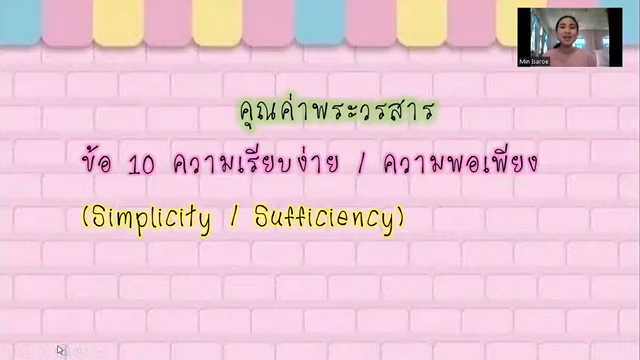 Min Isaroe
คุณค่าพระวรสาร
ข้อ 10 ความเรียบง่าย / ความพอเพียง
(Simplicity / Sufficiency)